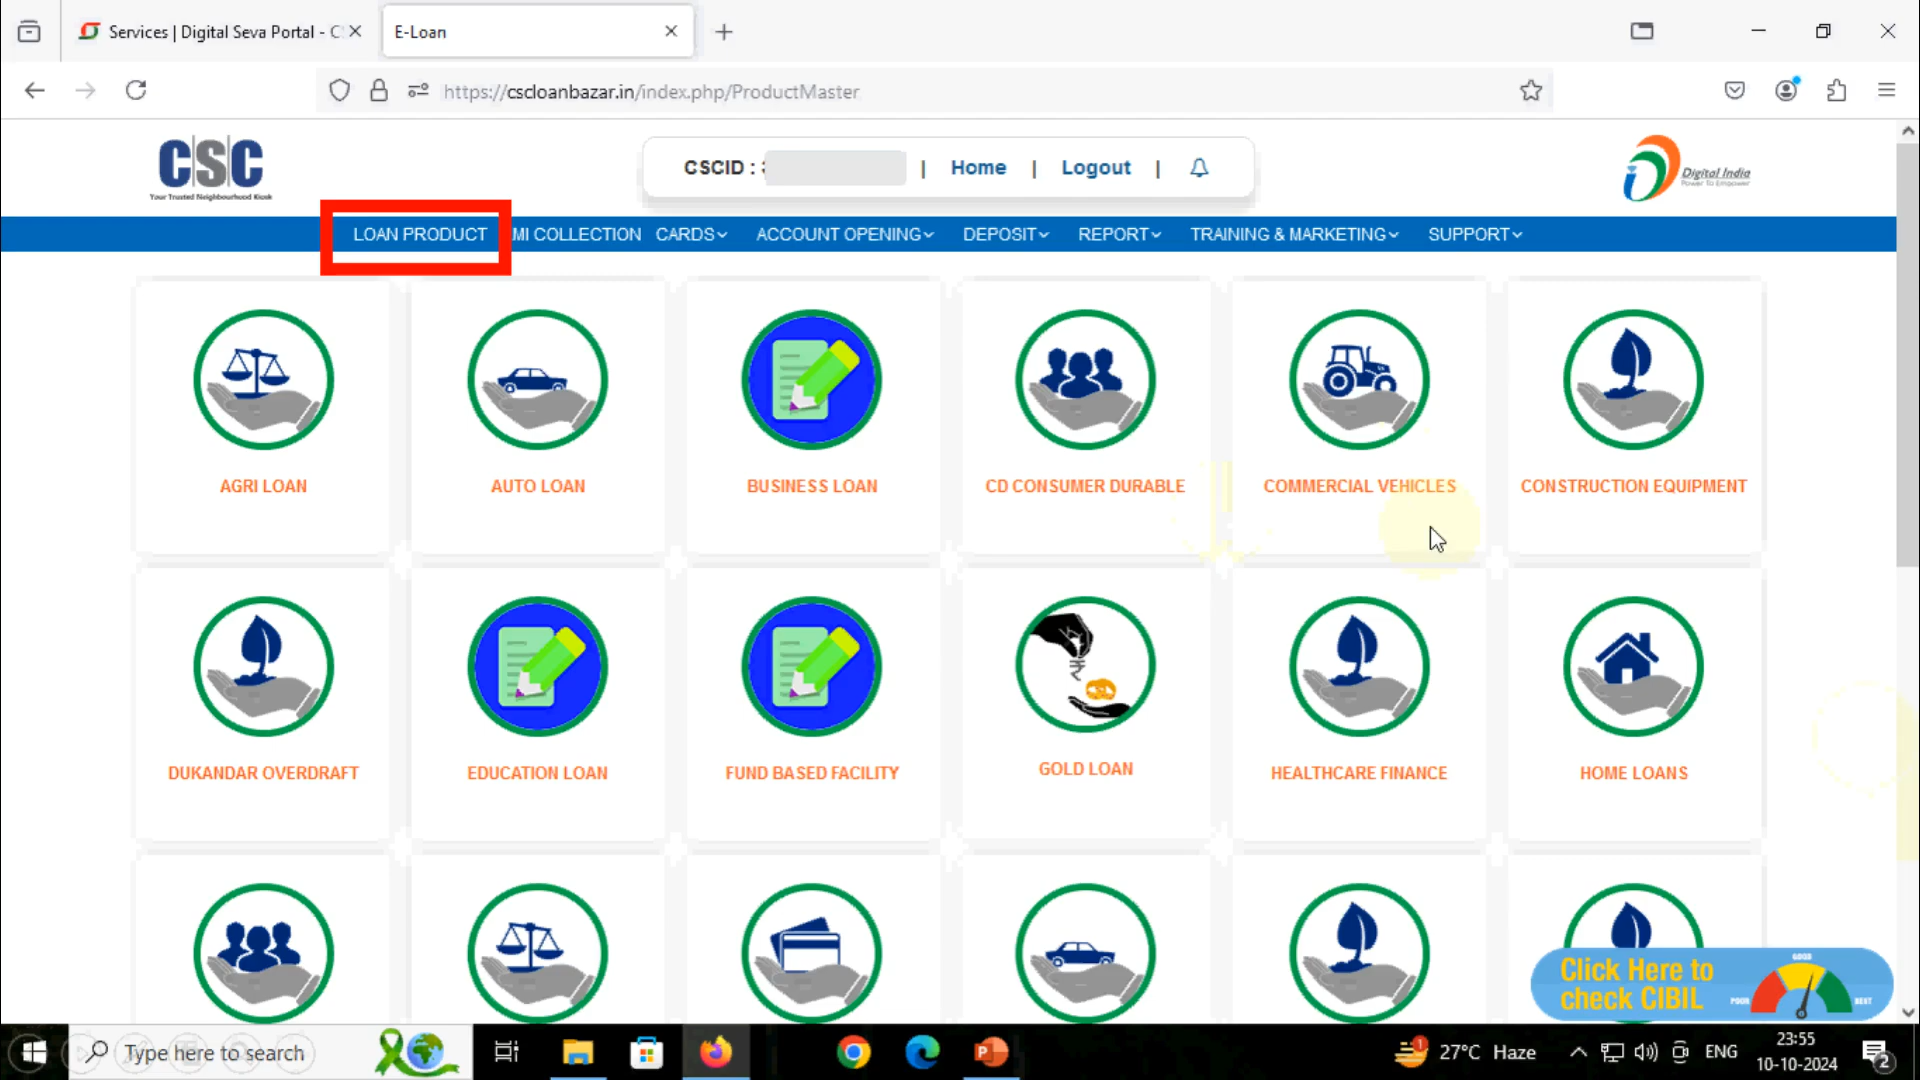 Services | Digital Seva Portal - C
E-Loan
https://cscloanbazar.in/index.php/ProductMaster
CSC
Your Trusted Neighbourhood Kiosk
CSCID :
| Home | Logout |
Digital India
Power To Empower
LOAN PRODUCT MI COLLECTION CARDS ACCOUNT OPENING DEPOSIT REPORT TRAINING & MARKETING SUPPORT
AGRI LOAN
AUTO LOAN
BUSINESS LOAN
CD CONSUMER DURABLE
COMMERCIAL VEHICLES
CONSTRUCTION EQUIPMENT
DUKANDAR OVERDRAFT
EDUCATION LOAN
FUND BASED FACILITY
GOLD LOAN
HEALTHCARE FINANCE
HOME LOANS
Click Here to
check CIBIL
POOR
GOOD
BEST
Type here to search
P
1
27°C Haze
ENG
23:55
10-10-2024
2